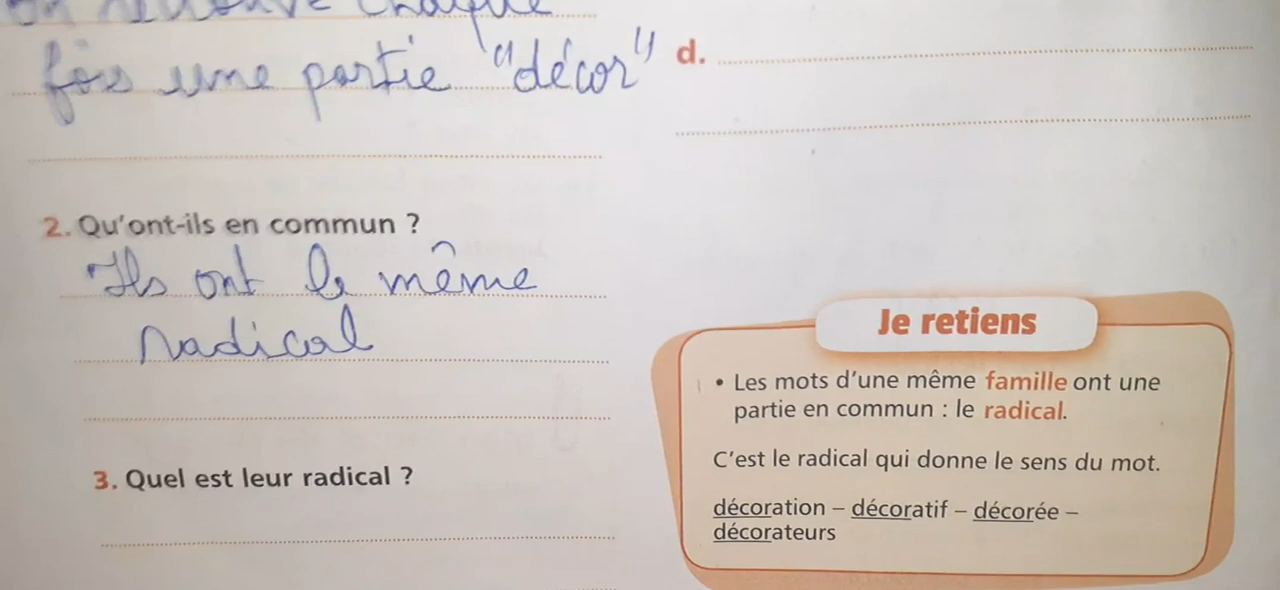 chaque
fois une partie "décor"
2. Qu'ont-ils en commun ?
Ils ont le même
radical
3. Quel est leur radical ?
d.
Je retiens
• Les mots d'une même famille ont une
partie en commun : le radical.
C'est le radical qui donne le sens du mot.
décoration – décoratif – décorée –
décorateurs